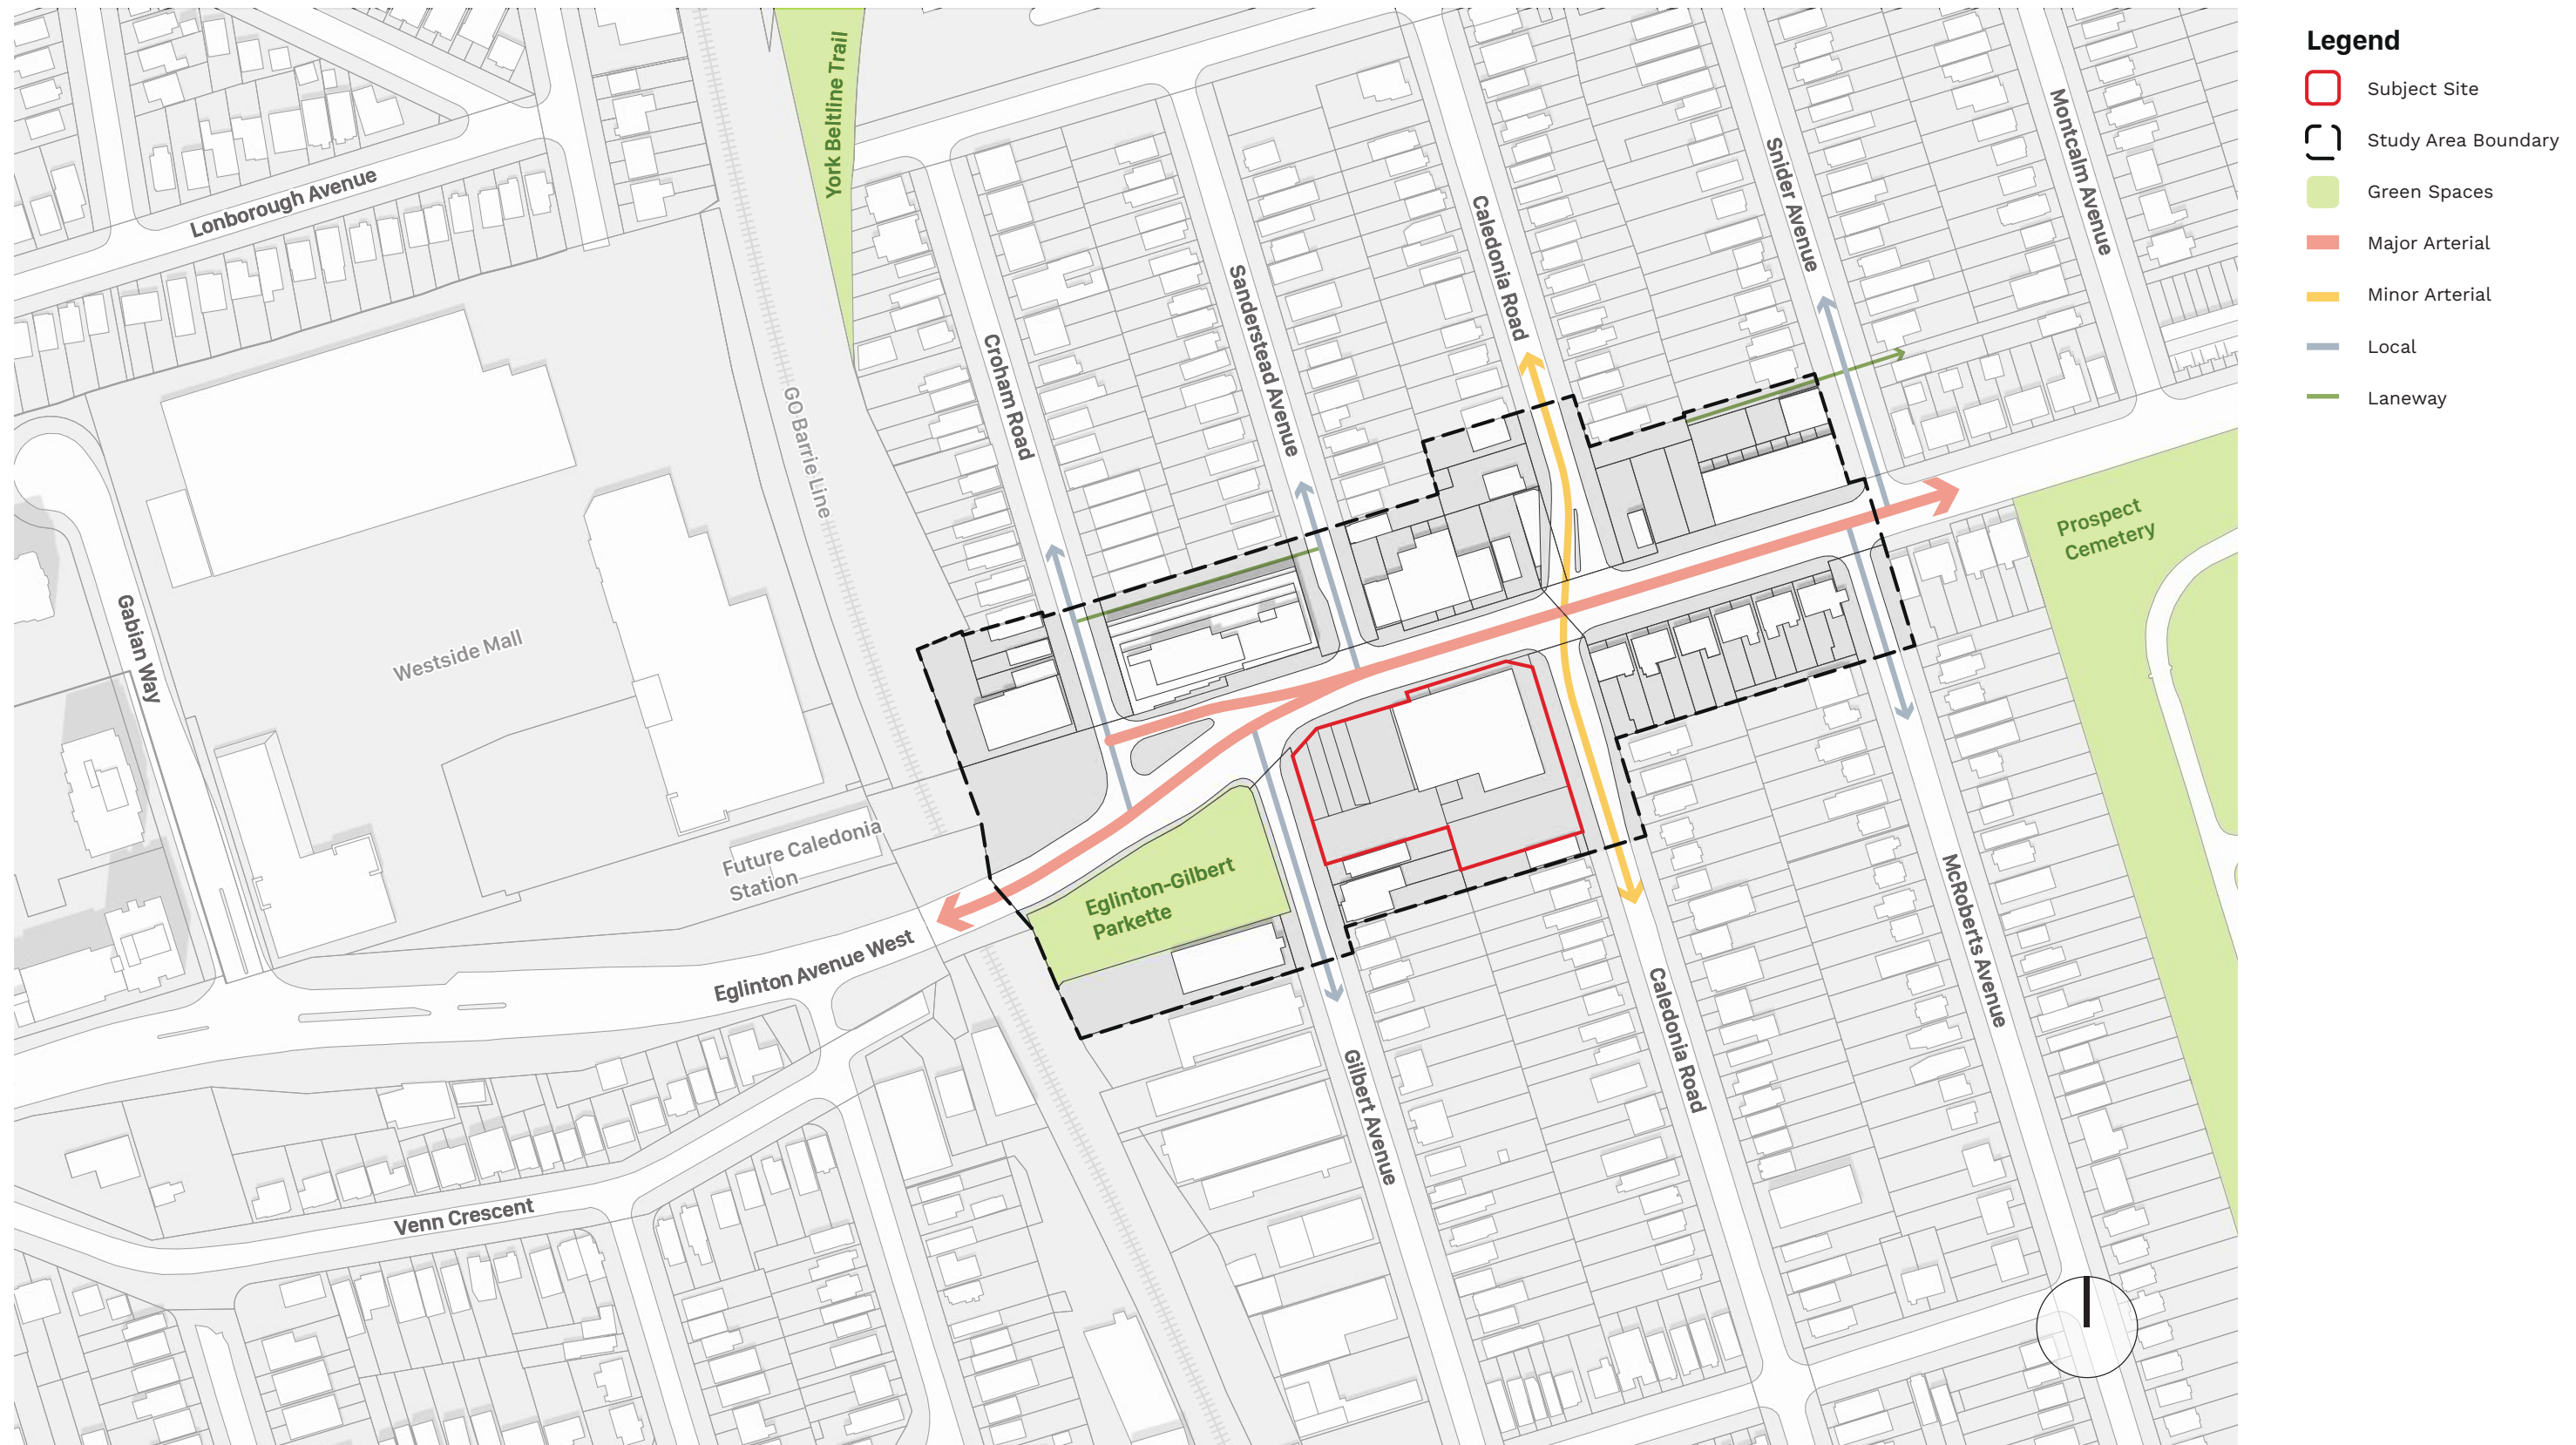 Legend
Subject Site
Study Area Boundary
Green Spaces
Major Arterial
Minor Arterial
Local
Laneway
York Beltline Trail
Lonborough Avenue
Croham Road
Sanderstead Avenue
Caledonia Road
Snider Avenue
Montcalm Avenue
GO Barrie Line
Gabian Way
Westside Mall
Prospect
Cemetery
Future Caledonia
Station
Eglinton-Gilbert
Parkette
Eglinton Avenue West
Gilbert Avenue
Caledonia Road
McRoberts Avenue
Venn Crescent